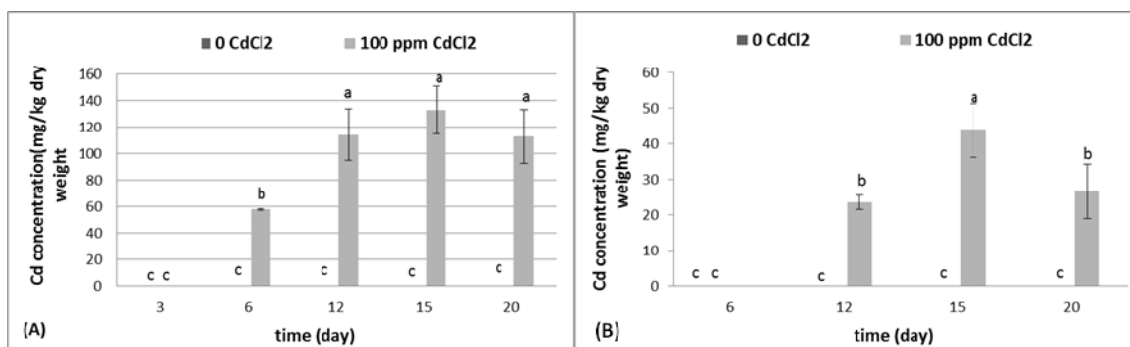 0 CdCl2 100 ppm CdCl2
Cd concentration(mg/kg dry
weight)
160
140
120
100
80
60
40
20
0
c c c b c a c a c a
3 6 12 15 20
time (day)
(A)
0 CdCl2 100 ppm CdCl2
Cd concentration (mg/kg dry
weight)
60
50
40
30
20
10
0
c c c b c a c b
6 12 15 20
time (day)
(B)